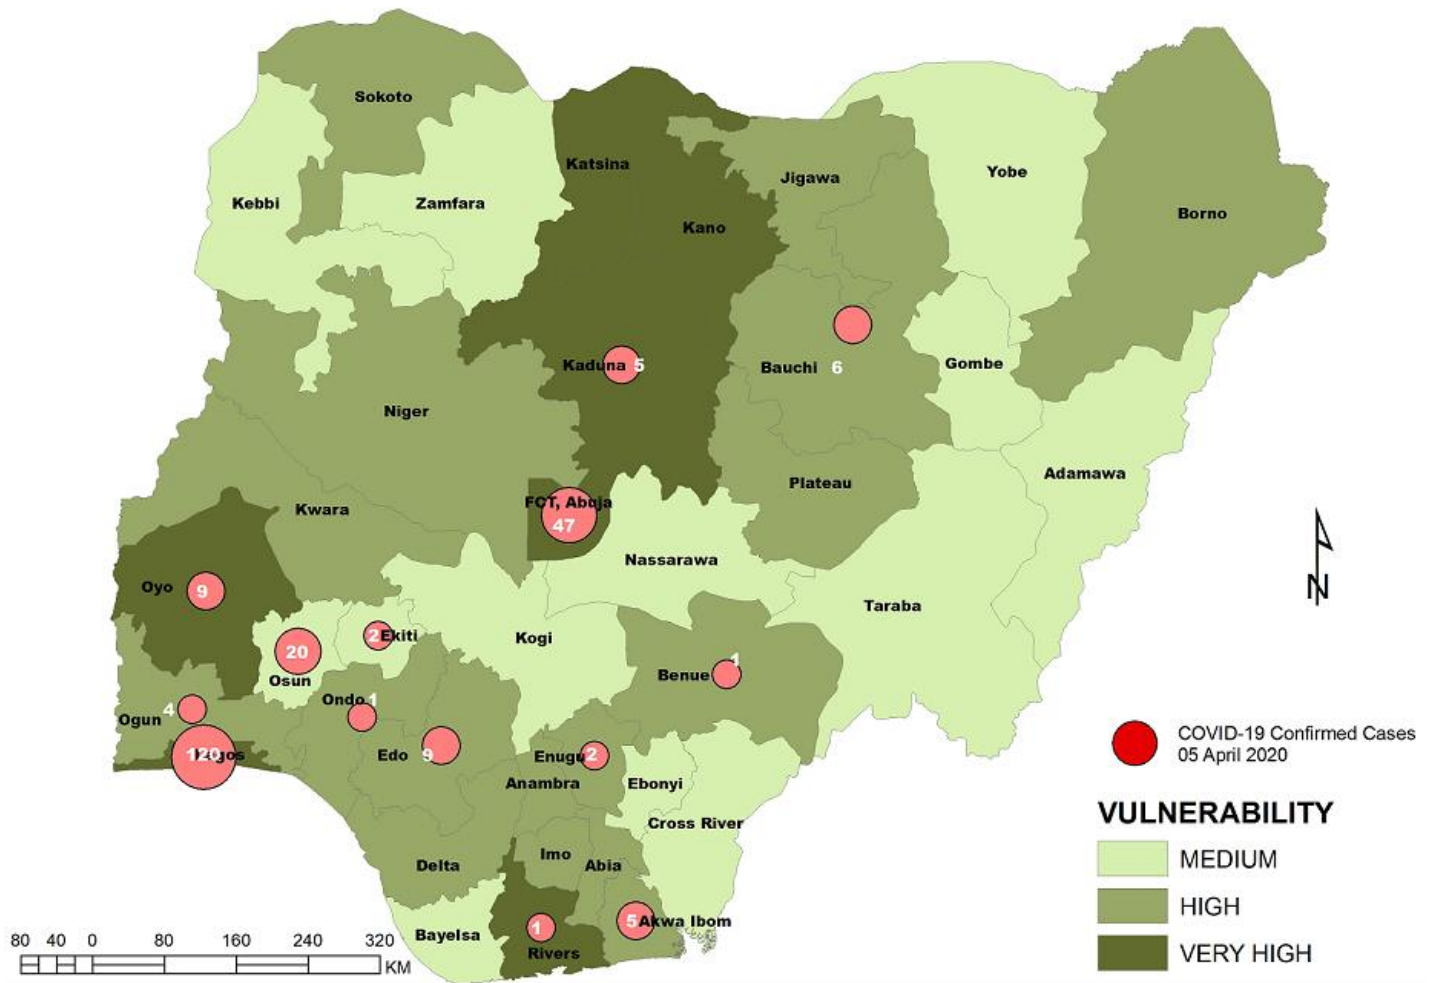 Sokoto
Katsina
Jigawa
Yobe
Kebbi
Zamfara
Borno
Kano
Kaduna 5
Bauchi 6
Gombe
Niger
Adamawa
Plateau
FCT, Abuja
47
Kwara
Nassarawa
Oyo 9
Taraba
2 Ekiti
Kogi
20
Osun
1
Benue
Ondo 1
Ogun 4
120
Lagos
Edo 9
Enugu 2
Anambra
Ebonyi
Cross River
Imo
Abia
Delta
5 Akwa Ibom
Bayelsa
1
Rivers
N
COVID-19 Confirmed Cases
05 April 2020
VULNERABILITY
MEDIUM
HIGH
VERY HIGH
80 40 0 80 160 240 320
KM